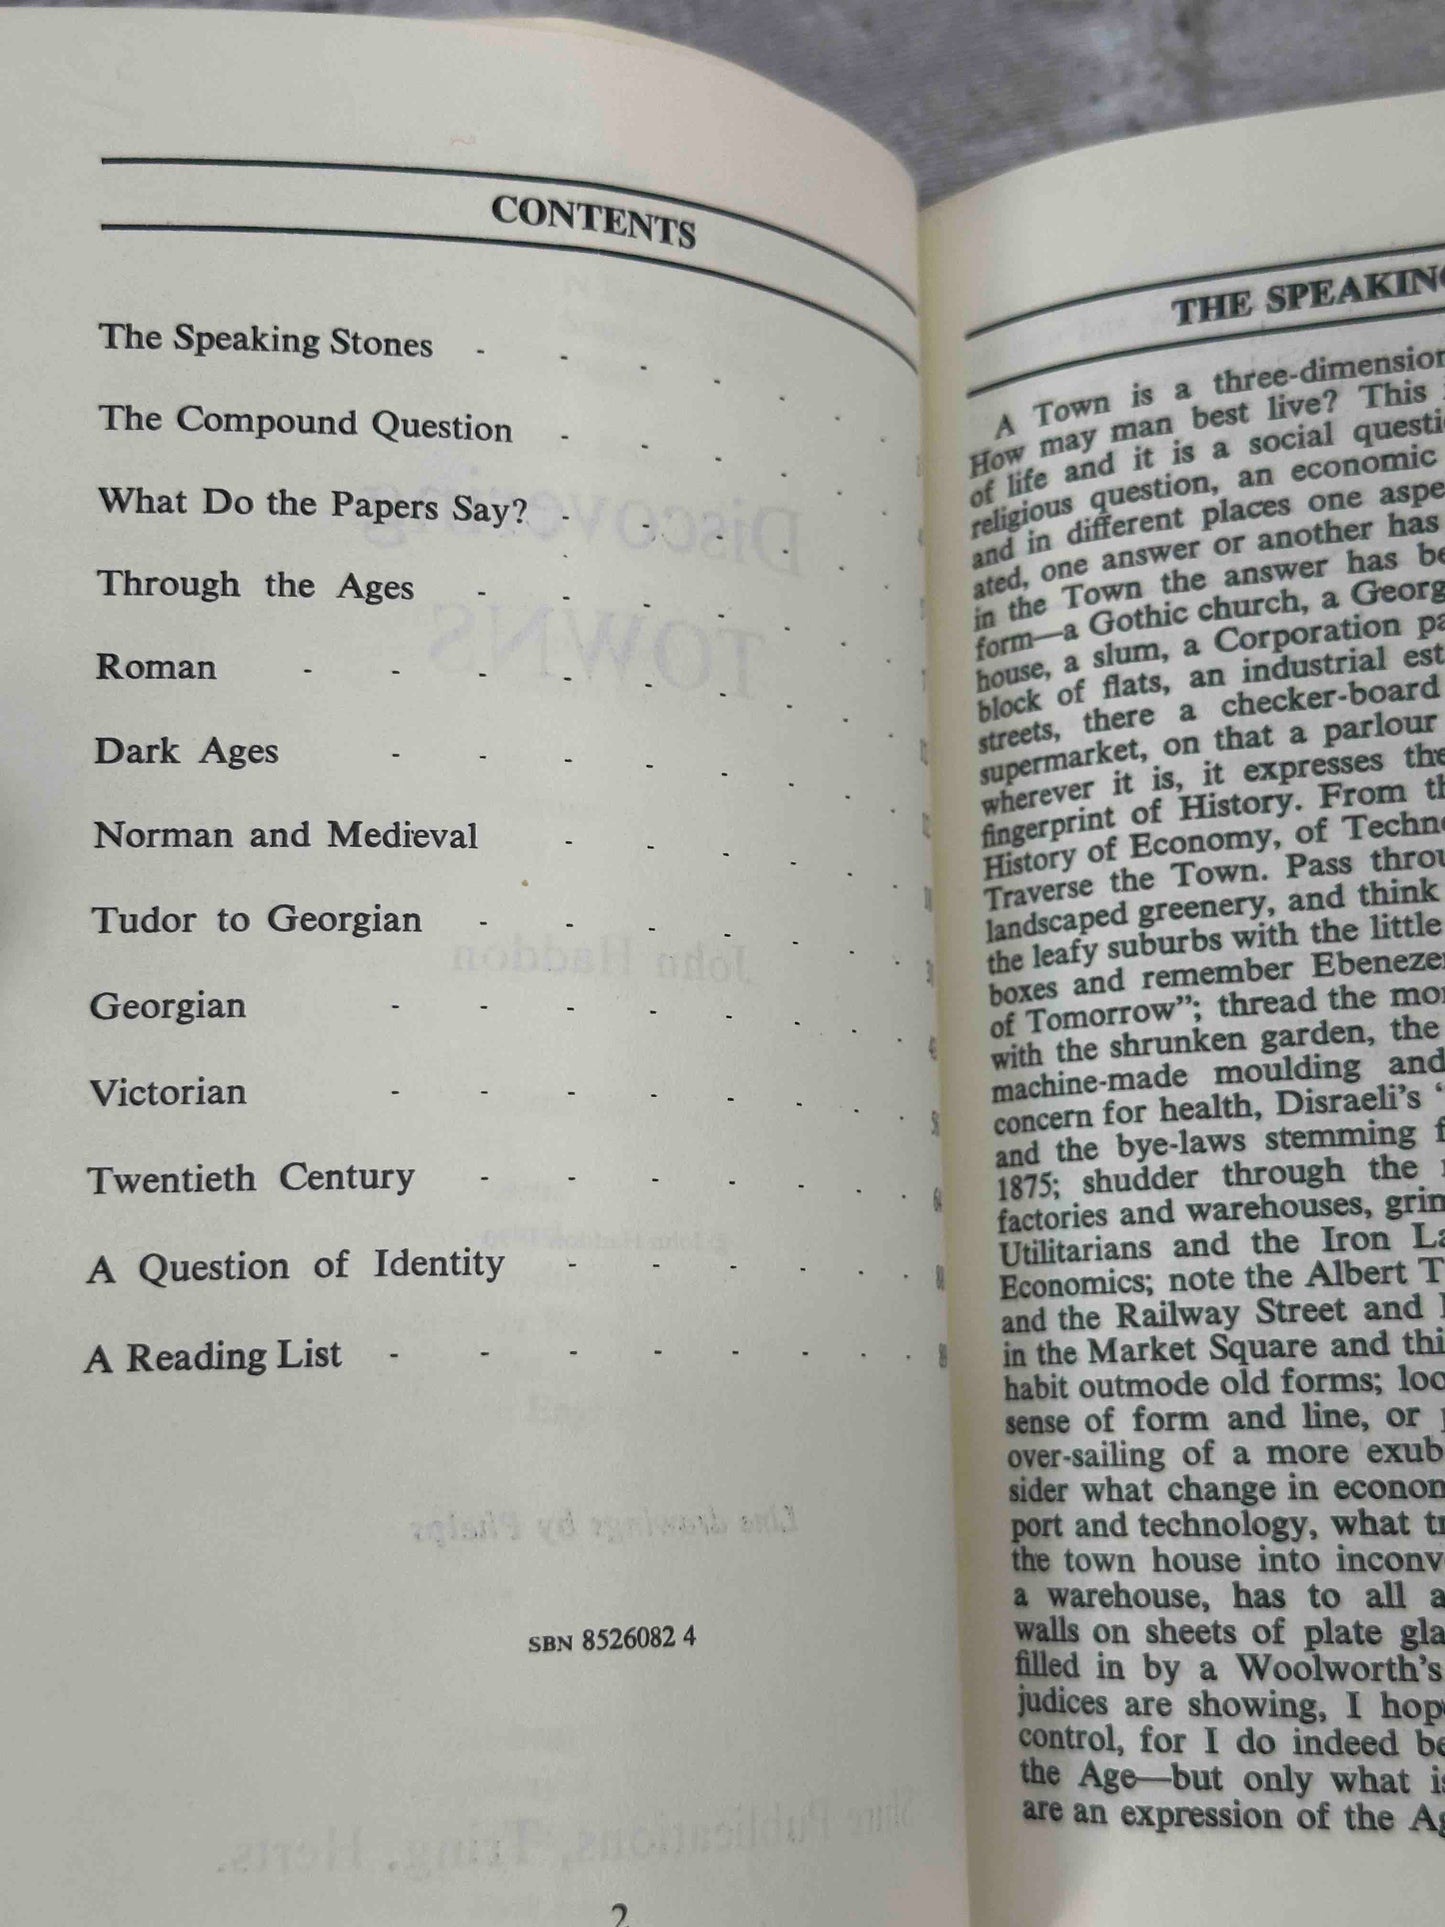 CONTENTS
The Speaking Stones
The Compound Question
What Do the Papers Say?
Through the Ages
Roman
Dark Ages
Norman and Medieval
Tudor to Georgian
Georgian
Victorian
Twentieth Century
A Question of Identity
A Reading List
SBN 8526082 4
2
THE SPEAKING
A Town is a three-dimension
How may man best live? This
of life and it is a social questi
religious question, an economic
and in different places one aspe
ated, one answer or another has
in the Town the answer has be
form—a Gothic church, a Georg
house, a slum, a Corporation pa
block of flats, an industrial est
streets, there a checker-board
supermarket, on that a parlour
wherever it is, it expresses the
fingerprint of History. From th
History of Economy, of Techno
Traverse the Town. Pass throu
landscaped greenery, and think
the leafy suburbs with the little
boxes and remember Ebenezer
of Tomorrow”; thread the mor
with the shrunken garden, the
machine-made moulding and
concern for health, Disraeli’s ‘
and the bye-laws stemming f
1875; shudder through the
factories and warehouses, grin
Utilitarians and the Iron La
Economics; note the Albert T
and the Railway Street and
in the Market Square and thi
habit outmode old forms; loo
sense of form and line, or
over-sailing of a more exub
sider what change in econom
port and technology, what tr
the town house into inconv
a warehouse, has to all a
walls on sheets of plate gla
filled in by a Woolworth’s
judices are showing, I hop
control, for I do indeed be
the Age—but only what is
are an expression of the Ag